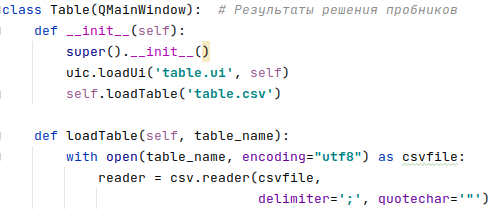 class Table(QMainWindow):  # Результаты решения пробников
    def __init__(self):
        super().__init__()
        uic.loadUi('table.ui', self)
        self.loadTable('table.csv')

    def loadTable(self, table_name):
        with open(table_name, encoding="utf8") as csvfile:
            reader = csv.reader(csvfile,
                                delimiter=';', quotechar='"')